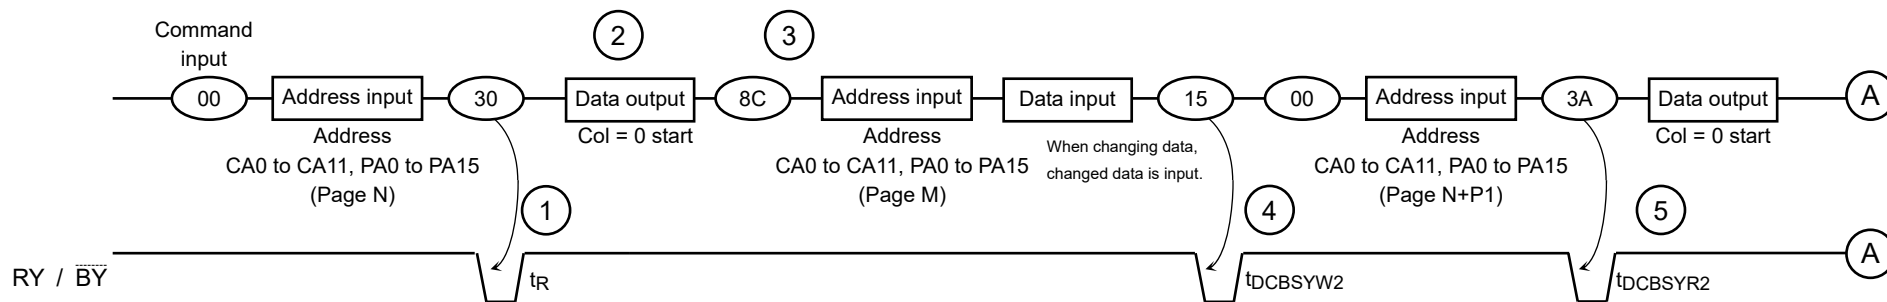 Command
input
2
3
00
Address input
30
Data output
8C
Address input
Data input
15
00
Address input
3A
Data output
A
Address
CA0 to CA11, PA0 to PA15
(Page N)
Col = 0 start
Address
CA0 to CA11, PA0 to PA15
(Page M)
When changing data,
changed data is input.
Address
CA0 to CA11, PA0 to PA15
(Page N+P1)
Col = 0 start
1
4
5
RY / BY
tR
tDCBSYW2
tDCBSYR2
A